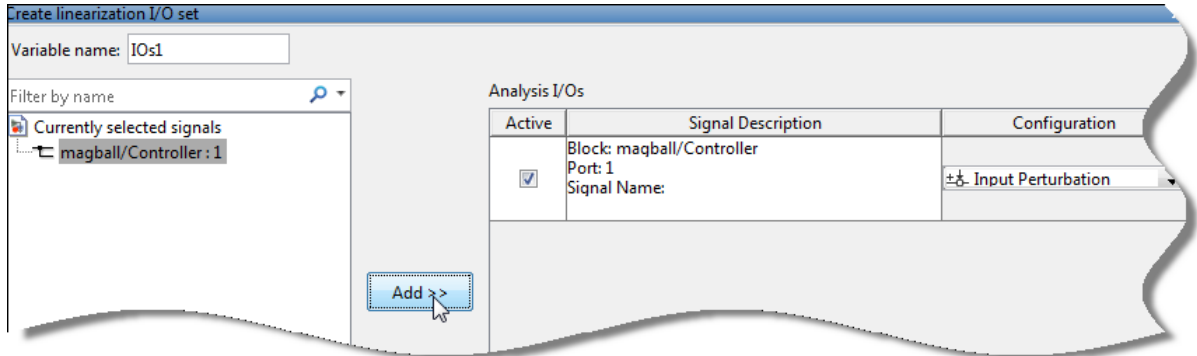 Create linearization I/O set
Variable name: IOs1
Filter by name
Analysis I/Os
Currently selected signals
magball/Controller : 1
Active Signal Description Configuration
Block: magball/Controller
Port: 1
Signal Name:
Input Perturbation
Add >>